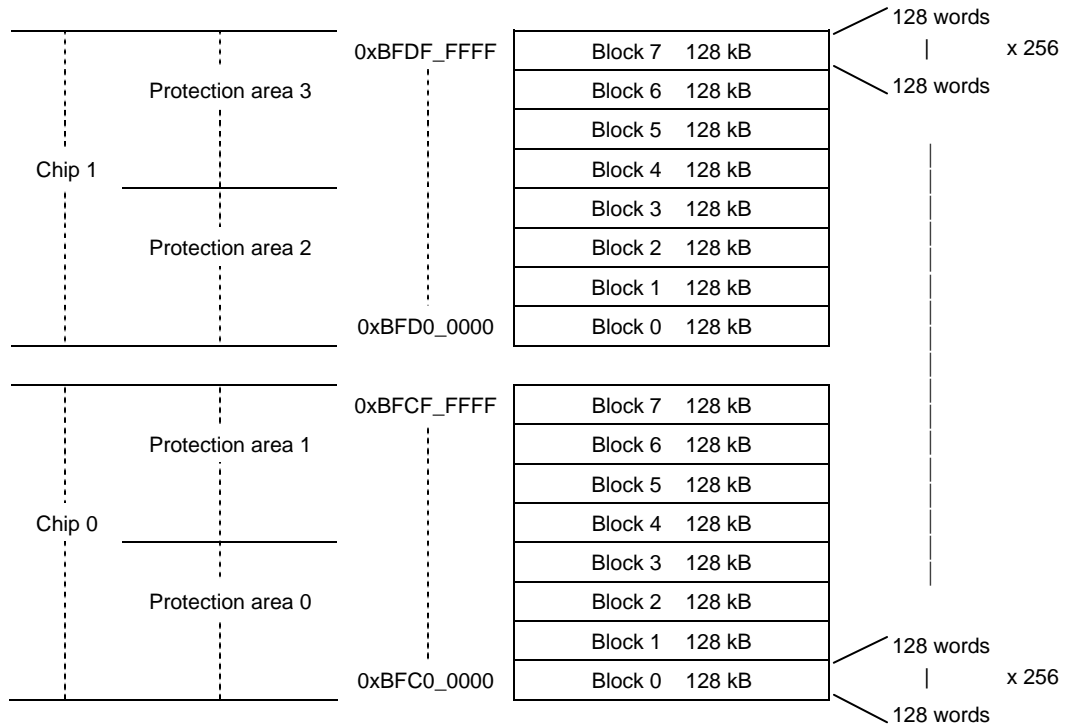 128 words
0xBFDF_FFFF Block 7 128 kB | x 256
Protection area 3 Block 6 128 kB 128 words
Block 5 128 kB
Chip 1 Block 4 128 kB
Block 3 128 kB
Protection area 2 Block 2 128 kB
Block 1 128 kB
0xBFD0_0000 Block 0 128 kB
0xBFCF_FFFF Block 7 128 kB
Protection area 1 Block 6 128 kB
Block 5 128 kB
Chip 0 Block 4 128 kB
Block 3 128 kB
Protection area 0 Block 2 128 kB
Block 1 128 kB 128 words
0xBFC0_0000 Block 0 128 kB | x 256
128 words